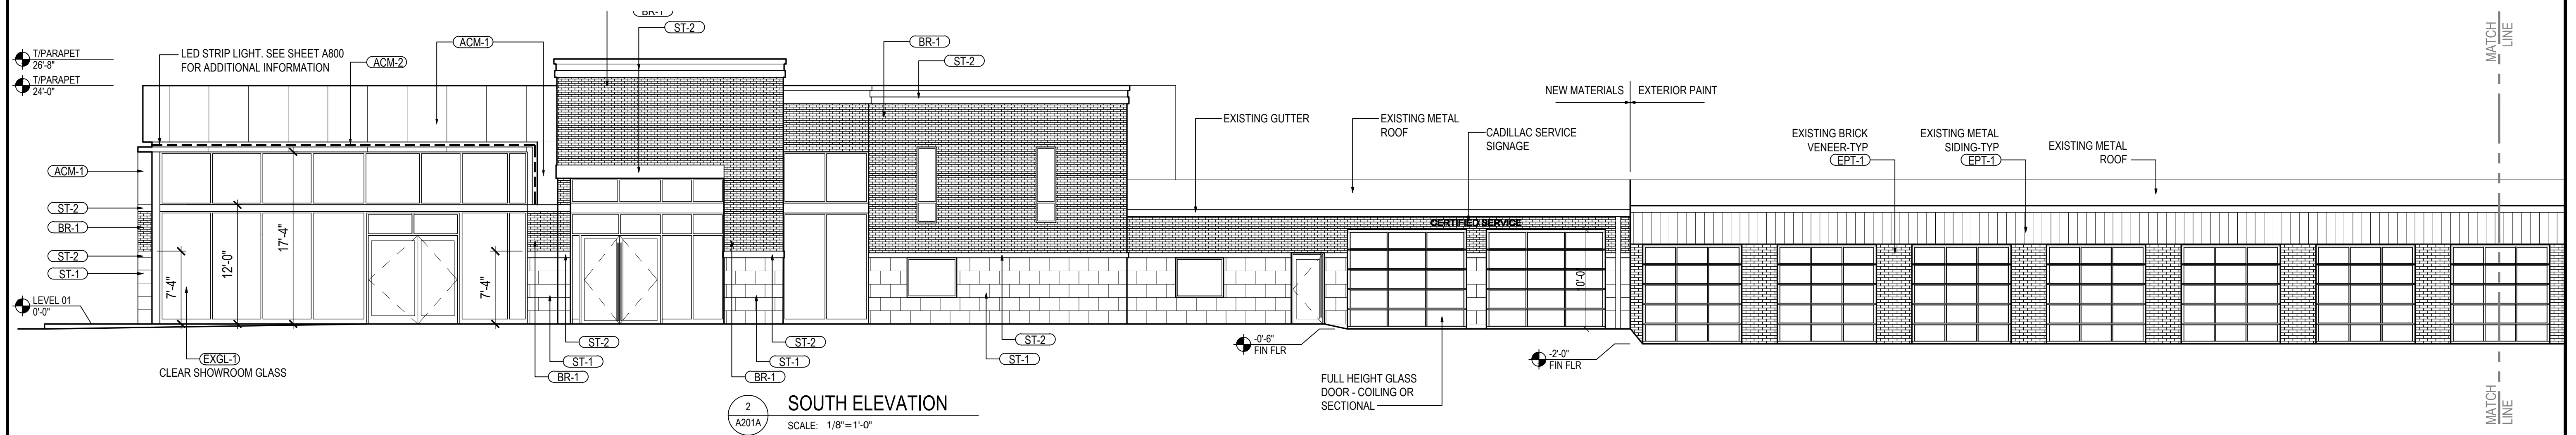 BR-1
ST-2
T/PARAPET
26'-8"
T/PARAPET
24'-0"
LED STRIP LIGHT. SEE SHEET A800
FOR ADDITIONAL INFORMATION
ACM-2
ACM-1
BR-1
ST-2
NEW MATERIALS
EXTERIOR PAINT
MATCH
LINE
EXISTING GUTTER
EXISTING METAL
ROOF
CADILLAC SERVICE
SIGNAGE
EXISTING BRICK
VENEER-TYP
EPT-1
EXISTING METAL
SIDING-TYP
EPT-1
EXISTING METAL
ROOF
ACM-1
ST-2
BR-1
ST-2
ST-1
LEVEL 01
0'-0"
7'-4"
12'-0"
17'-4"
7'-4"
CERTIFIED SERVICE
10'-0"
EXGL-1
CLEAR SHOWROOM GLASS
ST-2
ST-1
BR-1
ST-2
ST-1
BR-1
ST-2
ST-1
-0'-6"
FIN FLR
-2'-0"
FIN FLR
FULL HEIGHT GLASS
DOOR - COILING OR
SECTIONAL
MATCH
LINE
2
A201A
SOUTH ELEVATION
SCALE: 1/8"=1'-0"